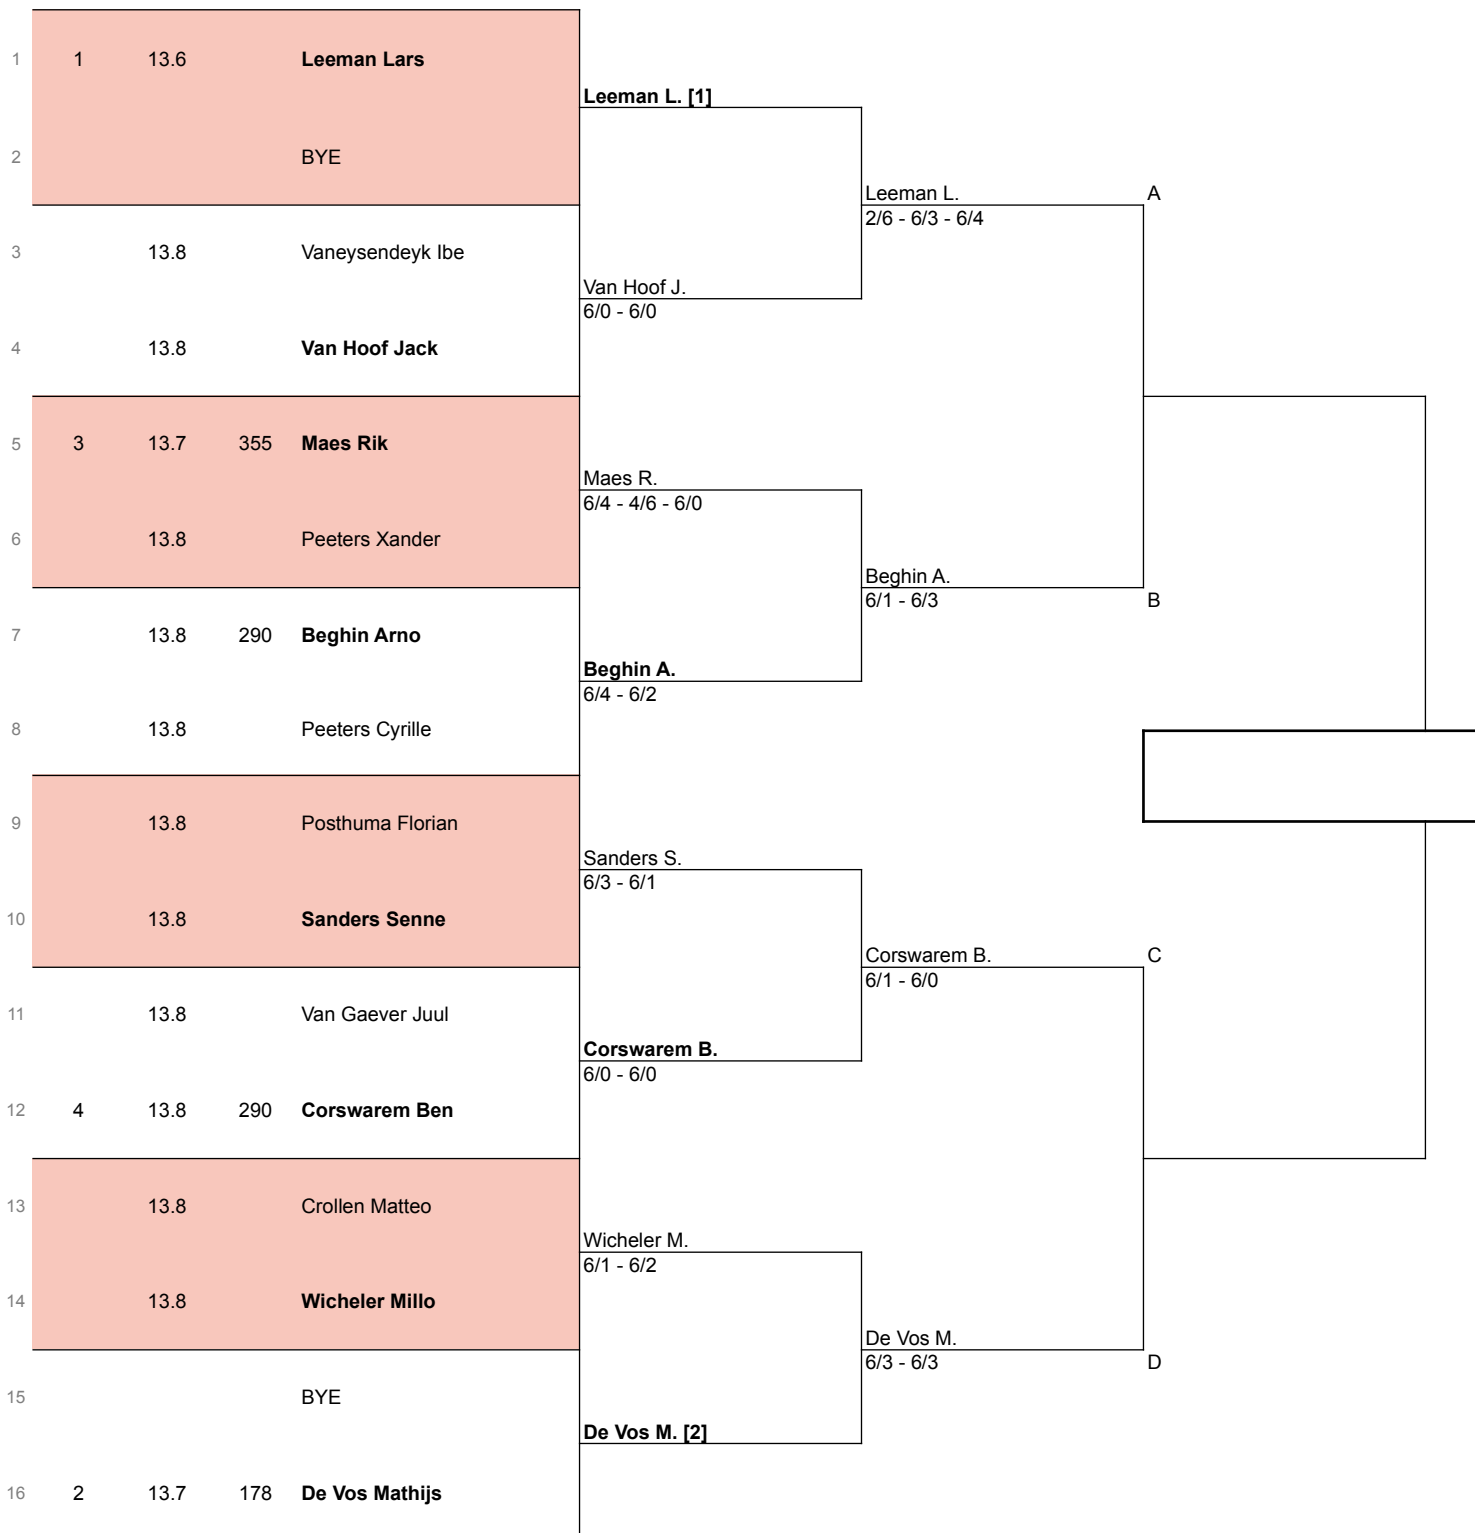 1 1 13.6 Leeman Lars
Leeman L. [1]
2 BYE
Leeman L. A
2/6 - 6/3 - 6/4
3 13.8 Vaneysendeyk Ibe
Van Hoof J.
6/0 - 6/0
4 13.8 Van Hoof Jack
5 3 13.7 355 Maes Rik
Maes R.
6/4 - 4/6 - 6/0
6 13.8 Peeters Xander
Beghin A.
6/1 - 6/3 B
7 13.8 290 Beghin Arno
Beghin A.
6/4 - 6/2
8 13.8 Peeters Cyrille
9 13.8 Posthuma Florian
Sanders S.
6/3 - 6/1
10 13.8 Sanders Senne
Corswarem B. C
6/1 - 6/0
11 13.8 Van Gaever Juul
Corswarem B.
6/0 - 6/0
12 4 13.8 290 Corswarem Ben
13 13.8 Crollen Matteo
Wicheler M.
6/1 - 6/2
14 13.8 Wicheler Millo
De Vos M.
6/3 - 6/3 D
15 BYE
De Vos M. [2]
16 2 13.7 178 De Vos Mathijs